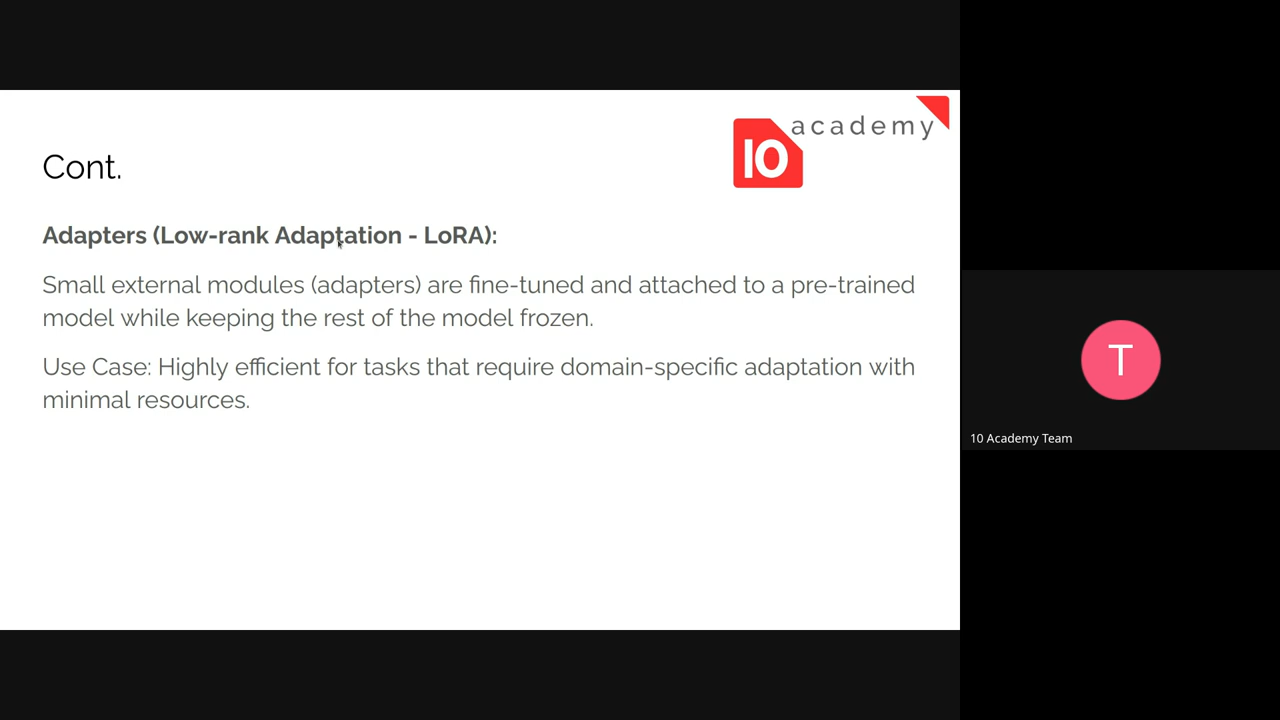 10 academy
Cont.
Adapters (Low-rank Adaptation - LoRA):
Small external modules (adapters) are fine-tuned and attached to a pre-trained
model while keeping the rest of the model frozen.
Use Case: Highly efficient for tasks that require domain-specific adaptation with
minimal resources.
T
10 Academy Team